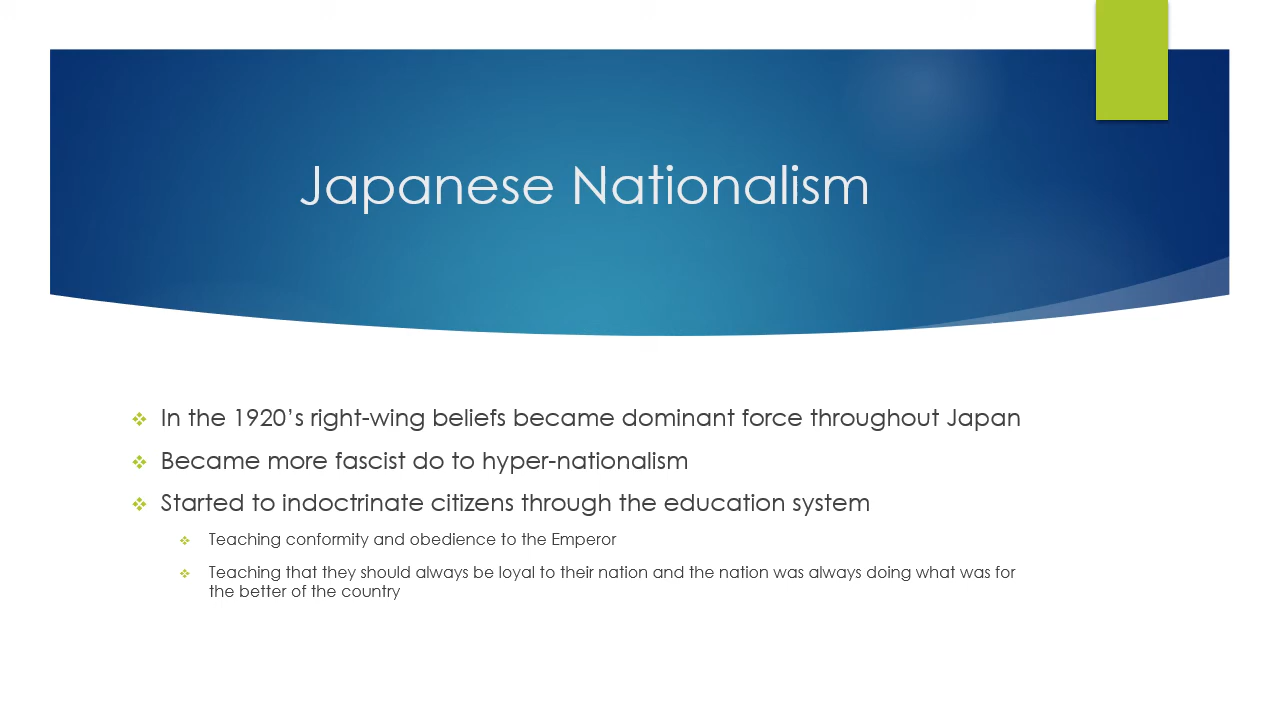 Japanese Nationalism
In the 1920’s right-wing beliefs became dominant force throughout Japan
Became more fascist do to hyper-nationalism
Started to indoctrinate citizens through the education system
Teaching conformity and obedience to the Emperor
Teaching that they should always be loyal to their nation and the nation was always doing what was for
the better of the country